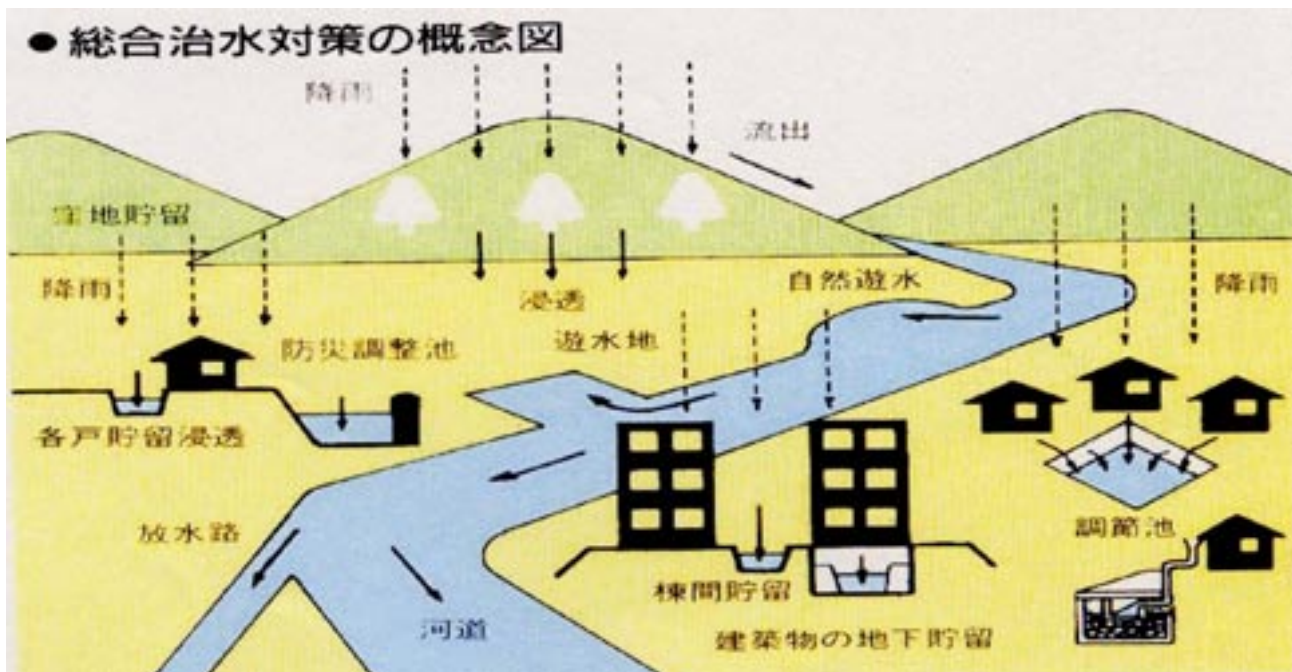 ●総合治水対策の概念図
降雨
流出
窪地貯留
降雨
浸透
自然遊水
降雨
防災調整池
遊水地
各戸貯留浸透
放水路
調節池
棟間貯留
河道
建築物の地下貯留